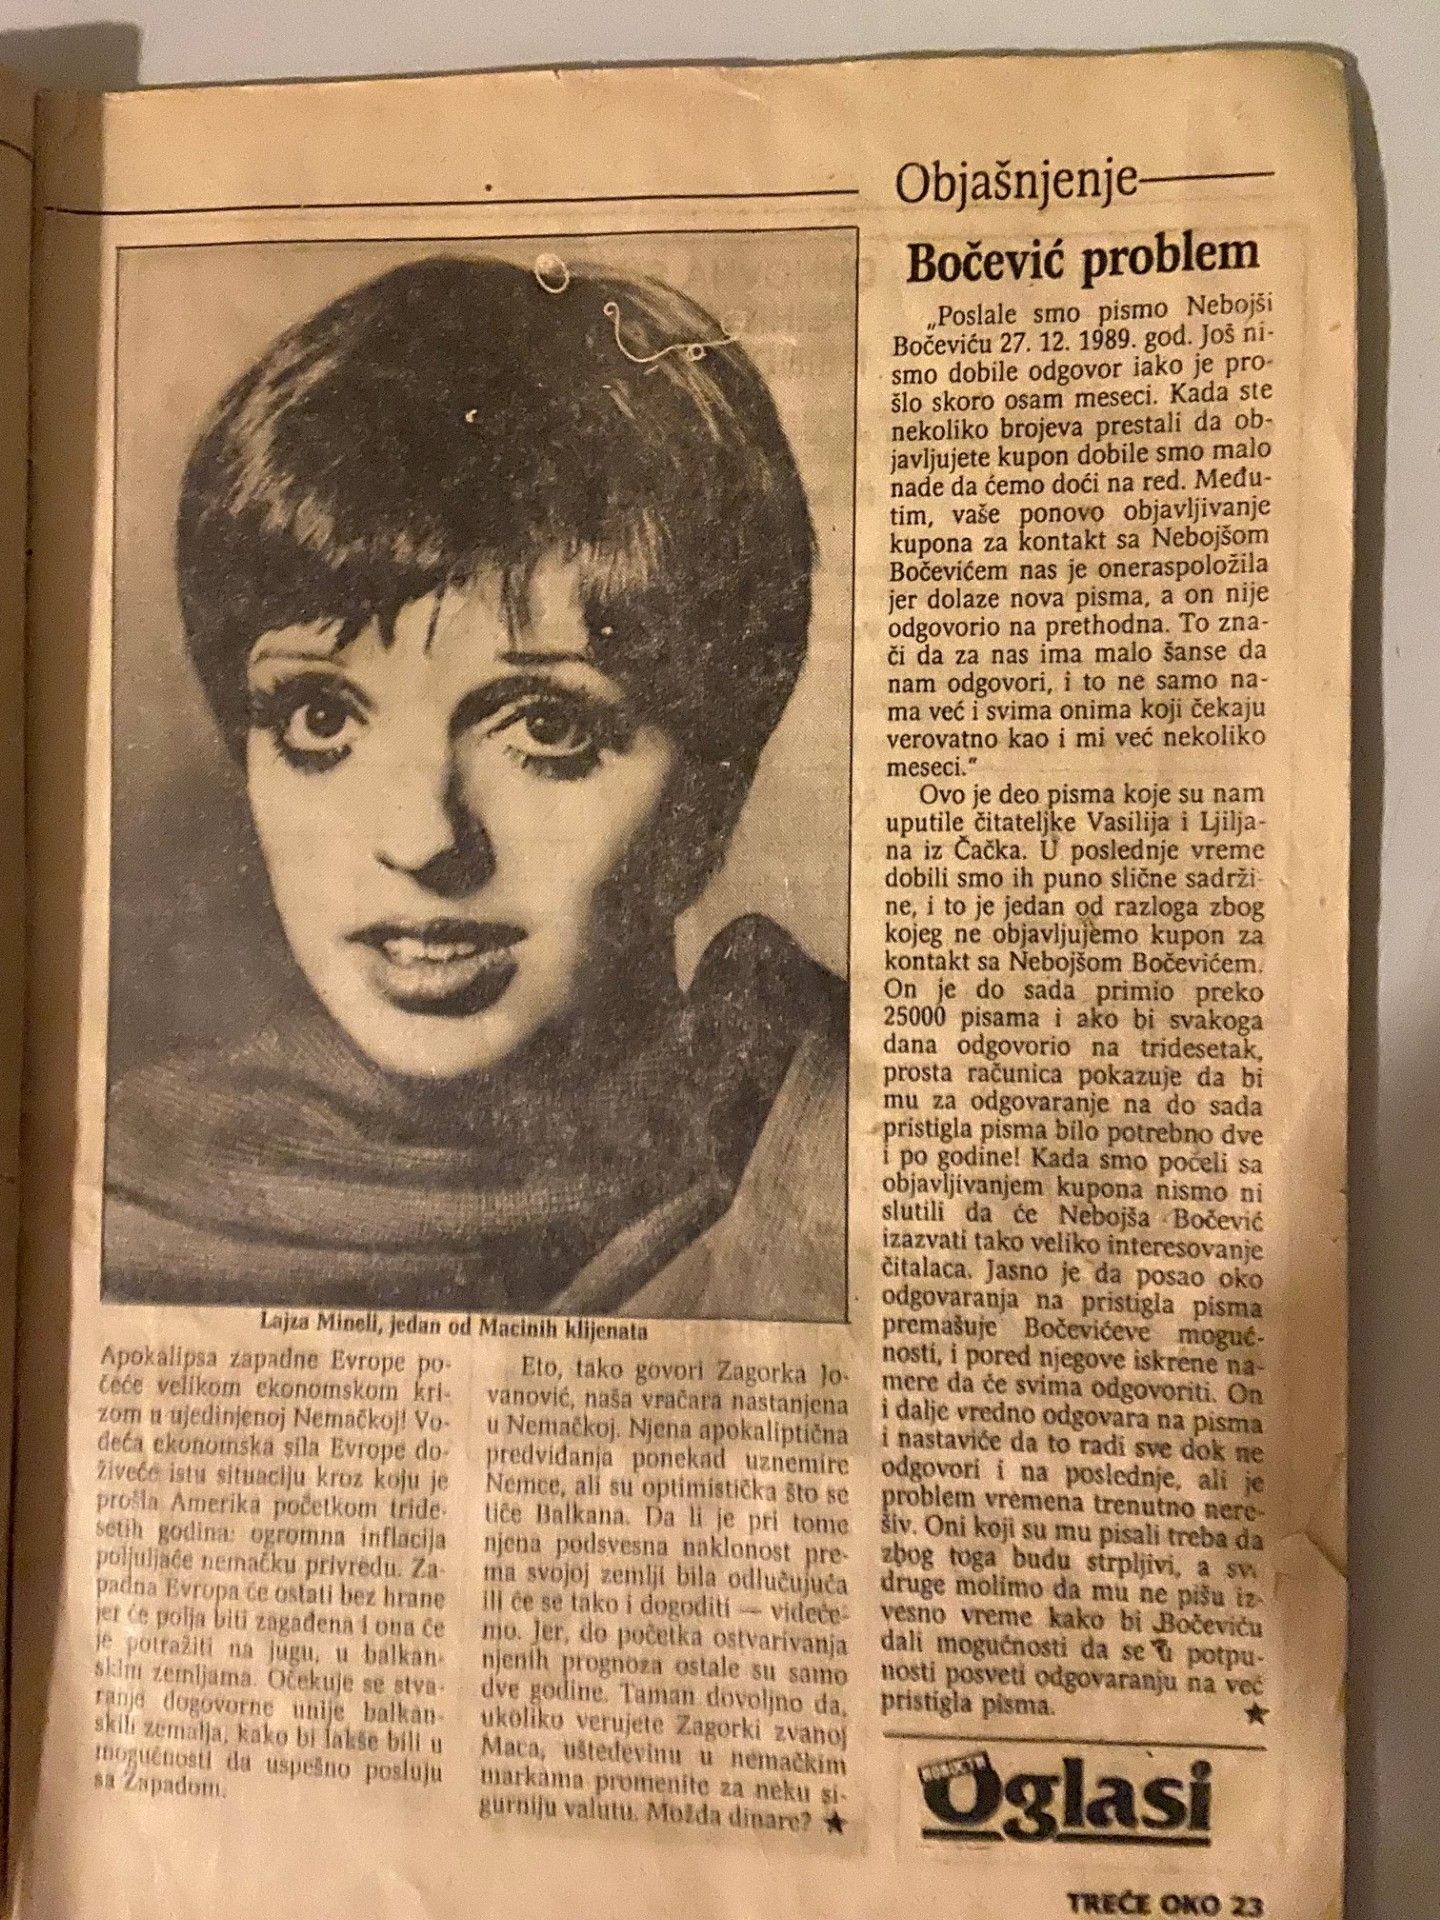 Lajza Mineli, jedan od Macinih klijenata
Apokalipsa zapadne Evrope po-
čeće velikom ekonomskom kri-
zom u ujedinjenoj Nemačkoj! Vo-
deća ekonomska sila Evrope do-
živeće istu situaciju kroz koju je
prošla Amerika početkom tride-
setih godina: ogromna inflacija
poljuljaće nemačku privredu. Za-
padna Evropa će ostati bez hrane
jer će polja biti zagađena i ona će
je potražiti na jugu, u balkan-
skim zemljama. Očekuje se stva-
ranje dogovorne unije balkan-
skih zemalja, kako bi lakše bili u
mogućnosti da uspešno posluju
sa Zapadom.
Eto, tako govori Zagorka Jo-
vanović, naša vračara nastanjena
u Nemačkoj. Njena apokaliptična
predviđanja ponekad uznemire
Nemce, ali su optimistička što se
tiče Balkana. Da li je pri tome
njena podsvesna naklonost pre-
ma svojoj zemlji bila odlučujuća
ili će se tako i dogoditi — videće-
mo. Jer, do početka ostvarivanja
njenih prognoza ostale su samo
dve godine. Taman dovoljno da,
ukoliko verujete Zagorki zvanoj
Maca, ušteđevinu u nemačkim
markama promenite za neku si-
gurniju valutu. Možda dinare? ★
Objašnjenje
Bočević problem
„Poslale smo pismo Nebojši
Bočeviću 27. 12. 1989. god. Još ni-
smo dobile odgovor iako je pro-
šlo skoro osam meseci. Kada ste
nekoliko brojeva prestali da ob-
javljujete kupon dobile smo malo
nade da ćemo doći na red. Među-
tim, vaše ponovo objavljivanje
kupona za kontakt sa Nebojšom
Bočevićem nas je oneraspoložila
jer dolaze nova pisma, a on nije
odgovorio na prethodna. To zna-
či da za nas ima malo šanse da
nam odgovori, i to ne samo na-
ma već i svima onima koji čekaju
verovatno kao i mi već nekoliko
meseci.“
Ovo je deo pisma koje su nam
uputile čitateljke Vasilija i Ljilja-
na iz Čačka. U poslednje vreme
dobili smo ih puno slične sadrži-
ne, i to je jedan od razloga zbog
kojeg ne objavljujemo kupon za
kontakt sa Nebojšom Bočevićem.
On je do sada primio preko
25000 pisama i ako bi svakoga
dana odgovorio na tridesetak,
prosta računica pokazuje da bi
mu za odgovaranje na do sada
pristigla pisma bilo potrebno dve
i po godine! Kada smo počeli sa
objavljivanjem kupona nismo ni
slutili da će Nebojša Bočević
izazvati tako veliko interesovanje
čitalaca. Jasno je da posao oko
odgovaranja na pristigla pisma
premašuje Bočevićeve moguć-
nosti, i pored njegove iskrene na-
mere da će svima odgovoriti. On
i dalje vredno odgovara na pisma
i nastaviće da to radi sve dok ne
odgovori i na poslednje, ali je
problem vremena trenutno nere-
šiv. Oni koji su mu pisali treba da
zbog toga budu strpljivi, a svi
druge molimo da mu ne pišu iz-
vesno vreme kako bi Bočeviću
dali mogućnosti da se u potpu-
nosti posveti odgovaranju na već
pristigla pisma. ★
Oglasi
TREĆE OKO 23